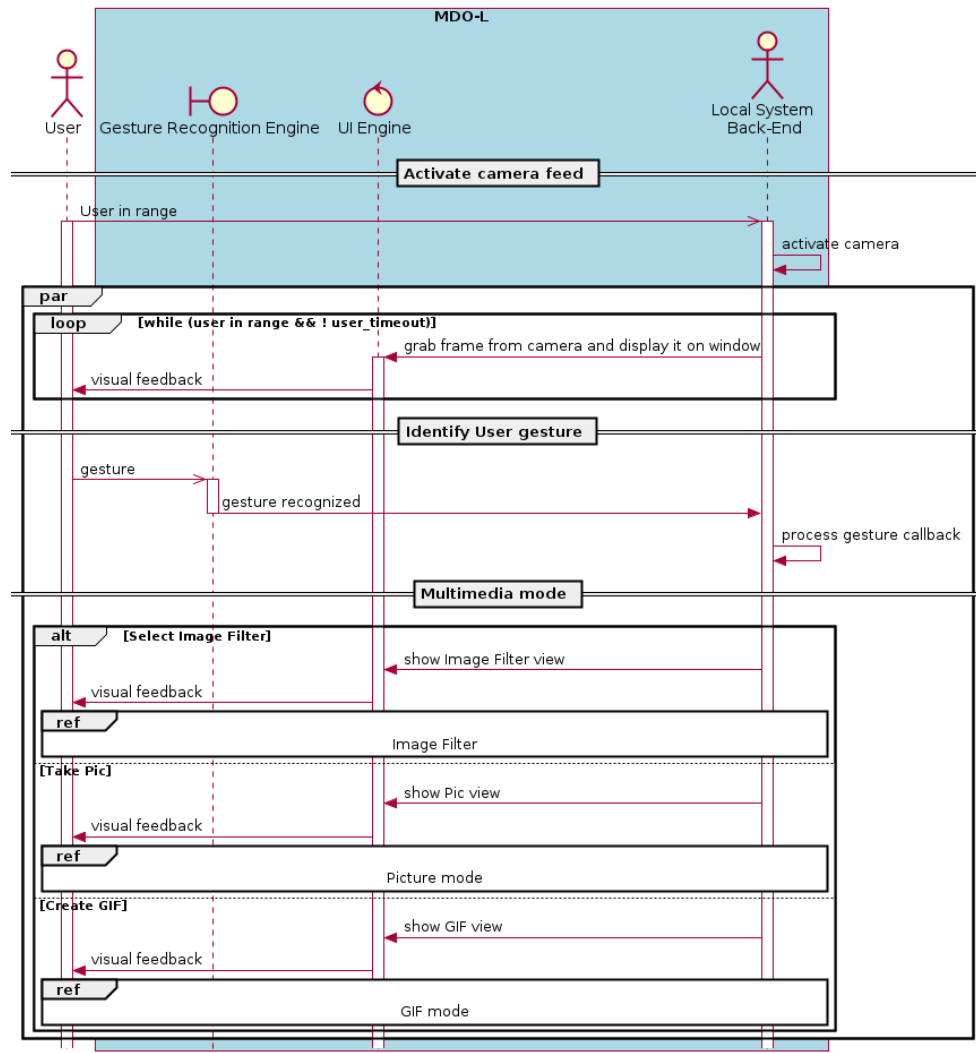 MDO-L
User
Gesture Recognition Engine
UI Engine
Local System
Back-End
Activate camera feed
User in range
activate camera
par
loop
[while (user in range && ! user_timeout)]
grab frame from camera and display it on window
visual feedback
Identify User gesture
gesture
gesture recognized
process gesture callback
Multimedia mode
alt
[Select Image Filter]
show Image Filter view
visual feedback
ref
Image Filter
[Take Pic]
show Pic view
visual feedback
ref
Picture mode
[Create GIF]
show GIF view
visual feedback
ref
GIF mode